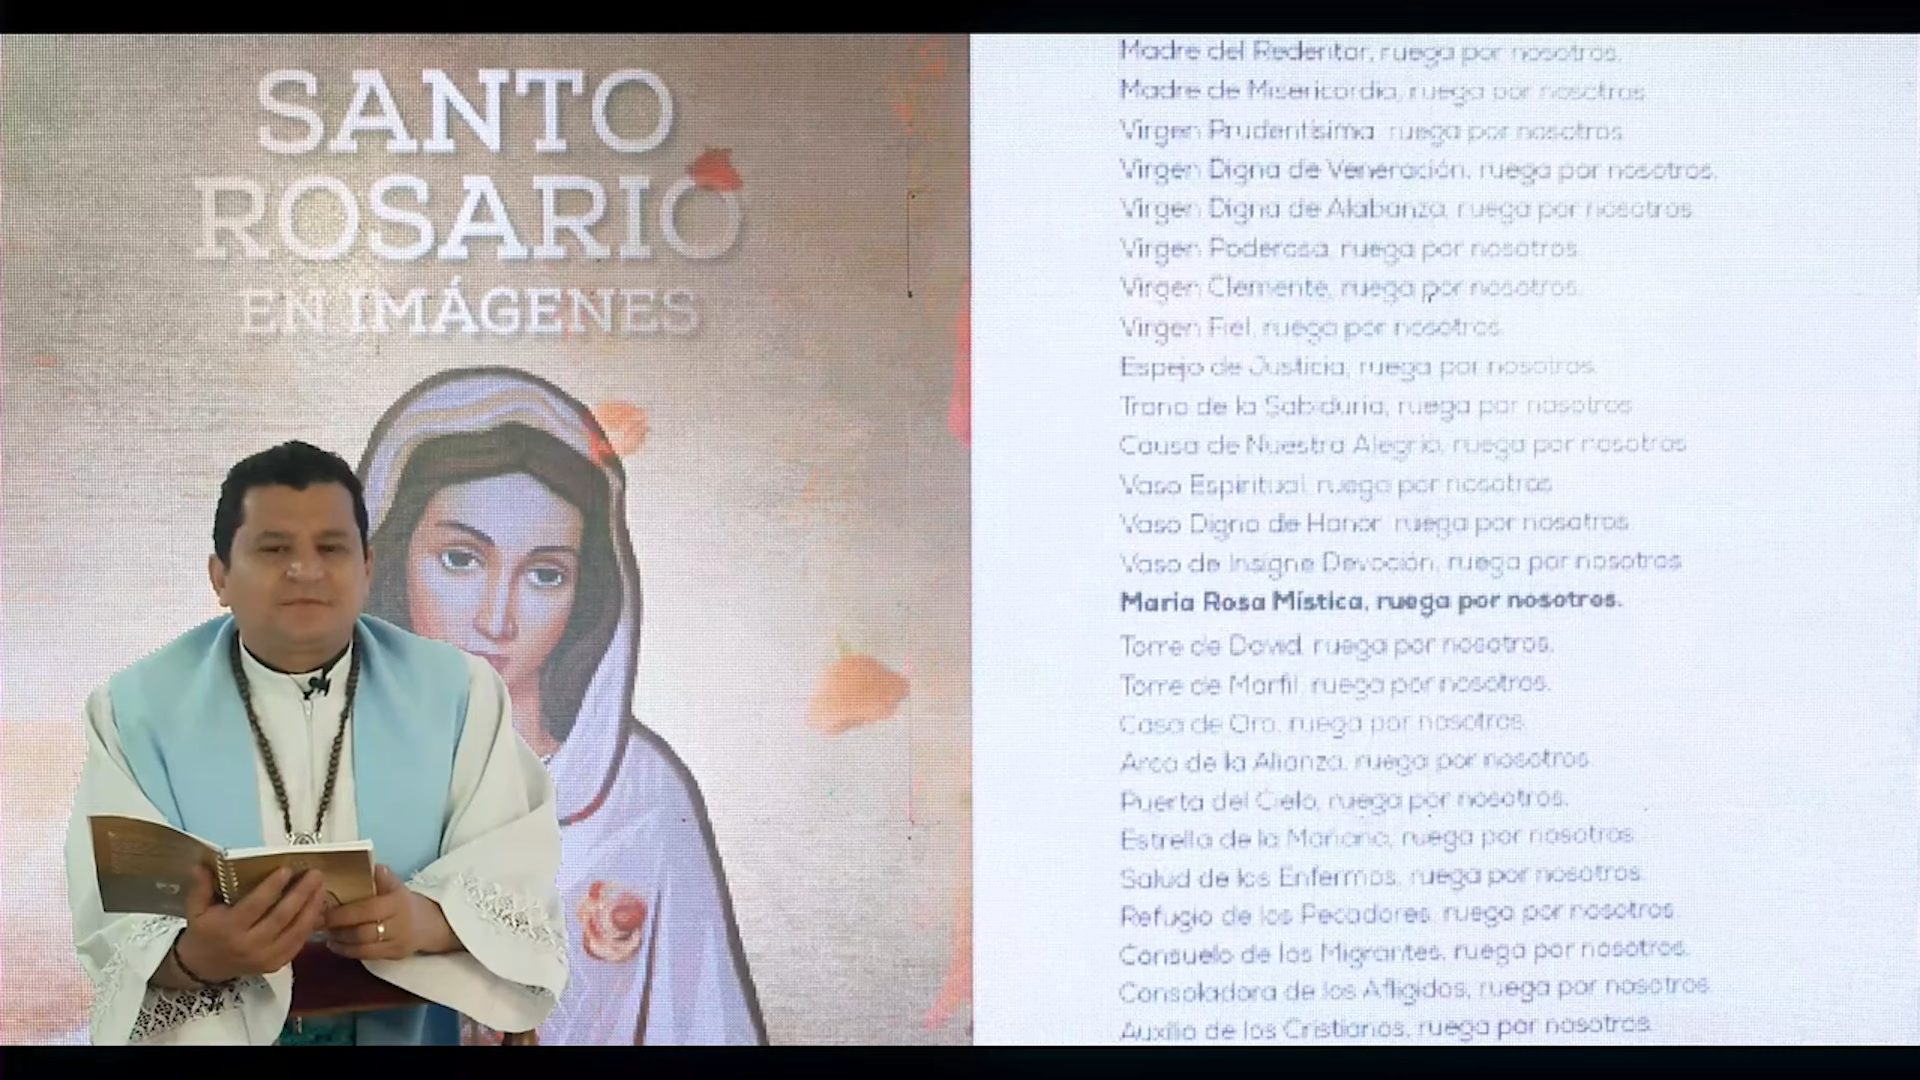 SANTO
ROSARIO
EN IMÁGENES
Madre del Redentor, ruega por nosotros.
Madre de Misericordia, ruega por nosotros.
Virgen Prudentísima, ruega por nosotros.
Virgen Digna de Veneración, ruega por nosotros.
Virgen Digna de Alabanza, ruega por nosotros.
Virgen Poderosa, ruega por nosotros.
Virgen Clemente, ruega por nosotros.
Virgen Fiel, ruega por nosotros.
Espejo de Justicia, ruega por nosotros.
Trono de la Sabiduría, ruega por nosotros.
Causa de Nuestra Alegría, ruega por nosotros.
Vaso Espiritual, ruega por nosotros.
Vaso Digno de Honor, ruega por nosotros.
Vaso de Insigne Devoción, ruega por nosotros.
María Rosa Mística, ruega por nosotros.
Torre de David, ruega por nosotros.
Torre de Marfil, ruega por nosotros.
Casa de Oro, ruega por nosotros.
Arca de la Alianza, ruega por nosotros.
Puerta del Cielo, ruega por nosotros.
Estrella de la Mañana, ruega por nosotros.
Salud de los Enfermos, ruega por nosotros.
Refugio de los Pecadores, ruega por nosotros.
Consuelo de los Migrantes, ruega por nosotros.
Consoladora de los Afligidos, ruega por nosotros.
Auxilio de los Cristianos, ruega por nosotros.